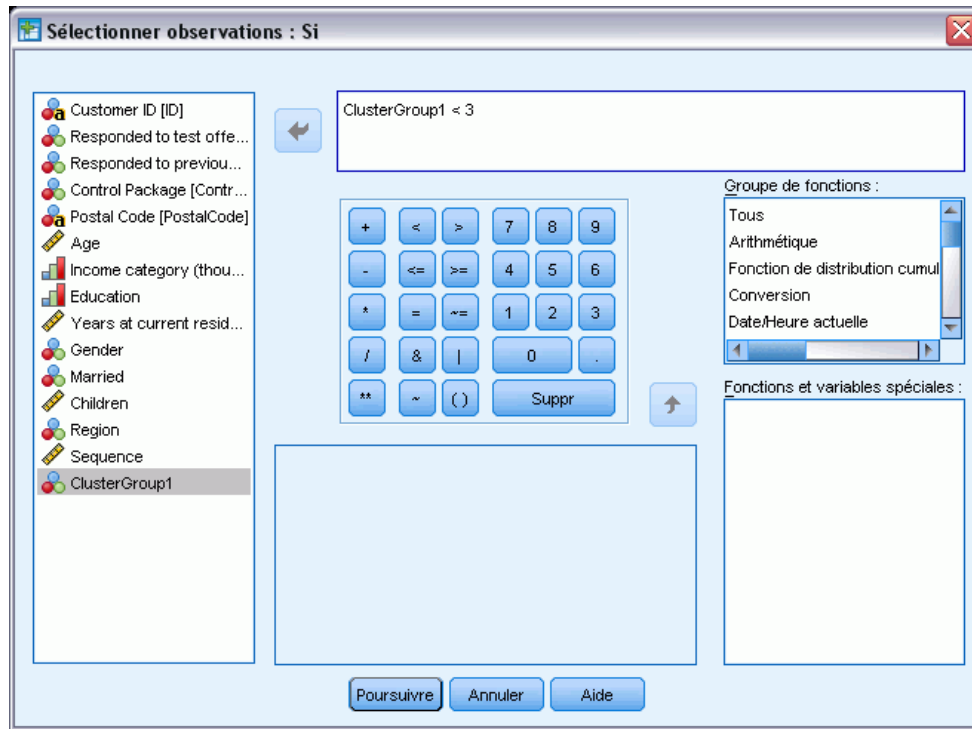 Sélectionner observations : Si
Customer ID [ID]
Responded to test offe...
Responded to previou...
Control Package [Contr...
Postal Code [PostalCode]
Age
Income category (thou...
Education
Years at current resid...
Gender
Married
Children
Region
Sequence
ClusterGroup1
ClusterGroup1 < 3
+ < > 7 8 9
- <= >= 4 5 6
* = ~= 1 2 3
/ & | 0 .
** ~ ( ) Suppr
Groupe de fonctions :
Tous
Arithmétique
Fonction de distribution cumul
Conversion
Date/Heure actuelle
Fonctions et variables spéciales :
Poursuivre Annuler Aide